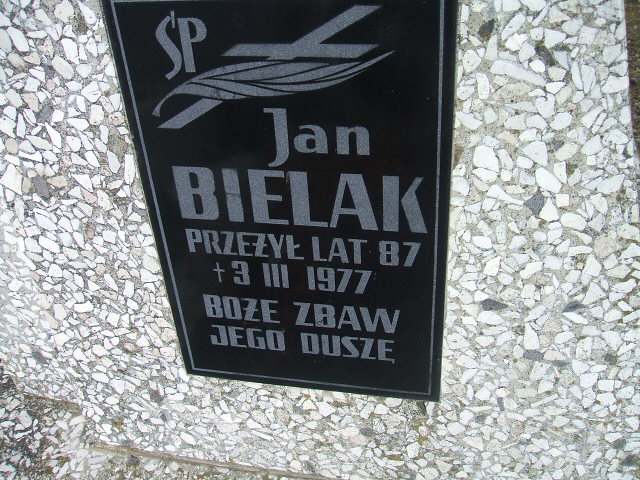 ŚP
Jan
BIELAK
PRZEŻYŁ LAT 87
† 3 III 1977
BOŻE ZBAW
JEGO DUSZĘ